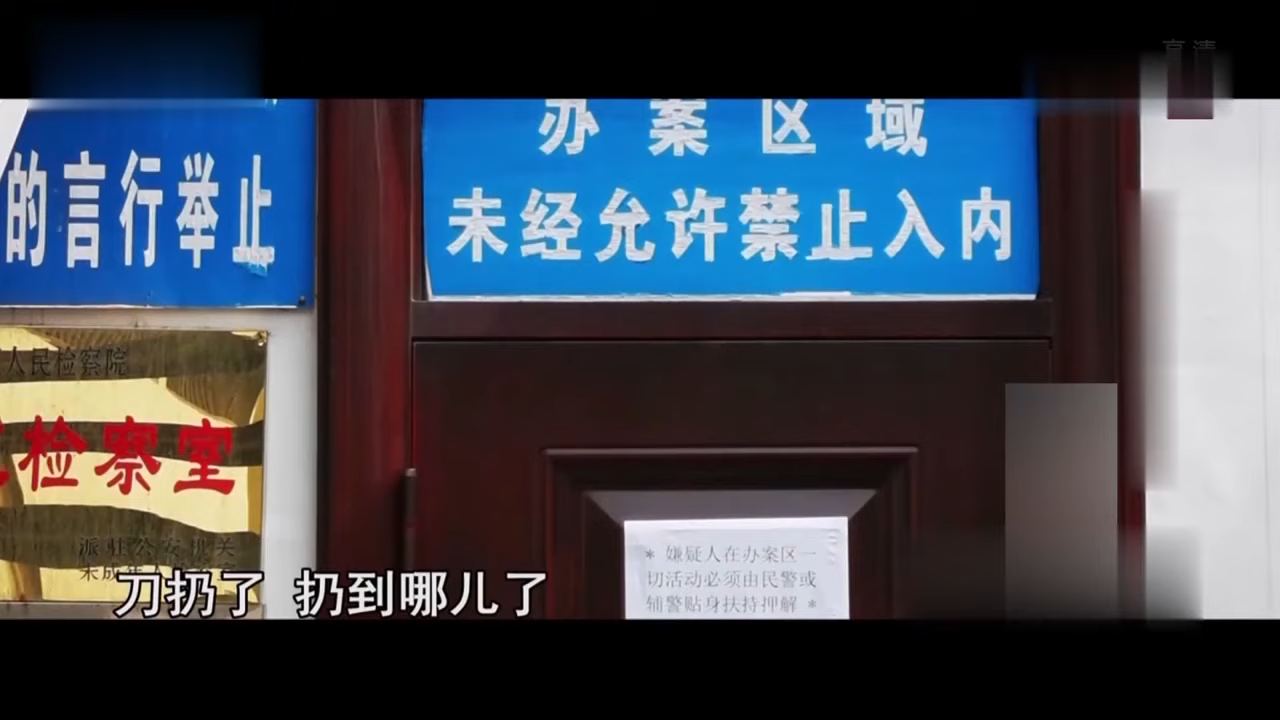 高清
办案区域
未经允许禁止入内
的言行举止
人民检察院
检察室
派驻公安机关
* 嫌疑人在办案区一
切活动必须由民警或
辅警贴身扶持押解 *
刀扔了 扔到哪儿了